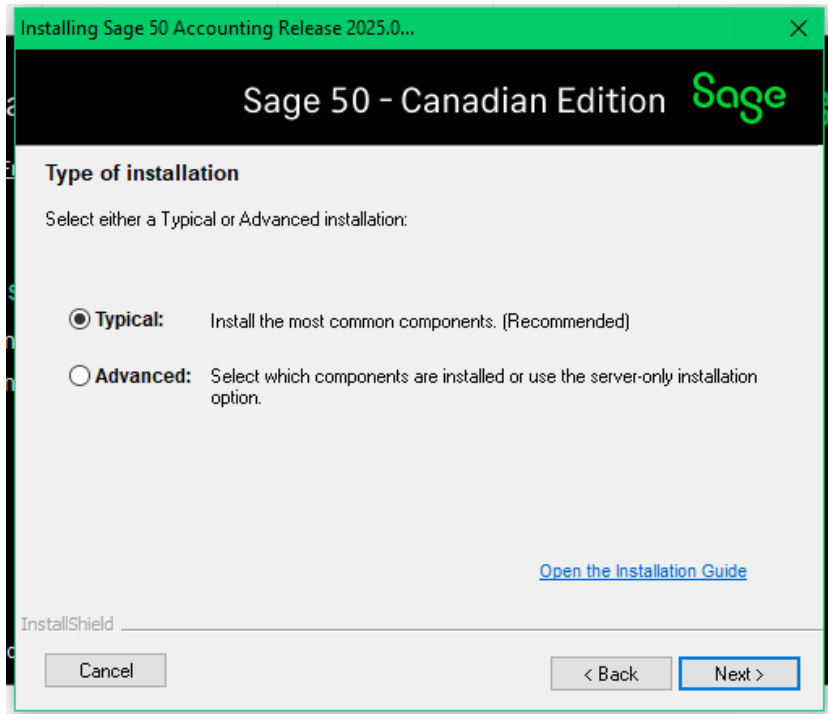 Installing Sage 50 Accounting Release 2025.0...
Sage 50 - Canadian Edition Sage
Type of installation
Select either a Typical or Advanced installation:
Typical: Install the most common components. (Recommended)
Advanced: Select which components are installed or use the server-only installation
option.
Open the Installation Guide
InstallShield
Cancel < Back Next >